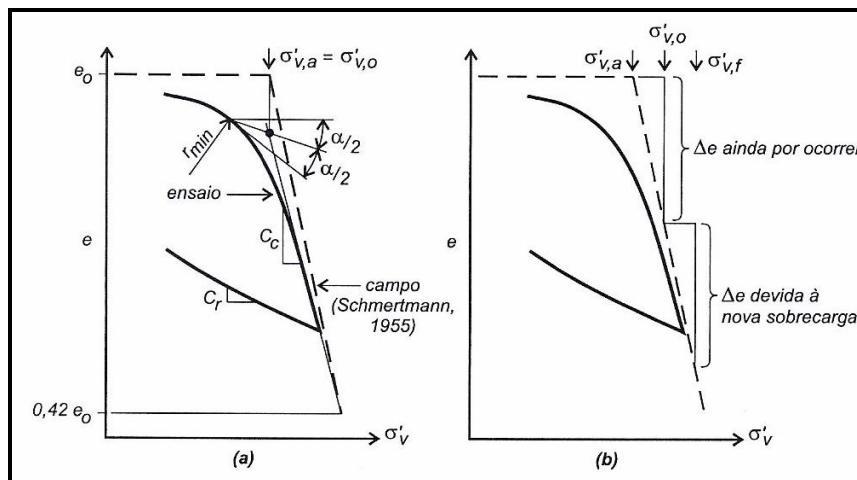 σ'v,a = σ'v,o
eo
rmin
α/2
α/2
ensaio
Cc
e
campo
(Schmertmann,
1955)
Cr
0,42 eo
σ'v
(a)
σ'v,o
σ'v,a
σ'v,f
Δe ainda por ocorrer
e
Δe devida à
nova sobrecarga
σ'v
(b)